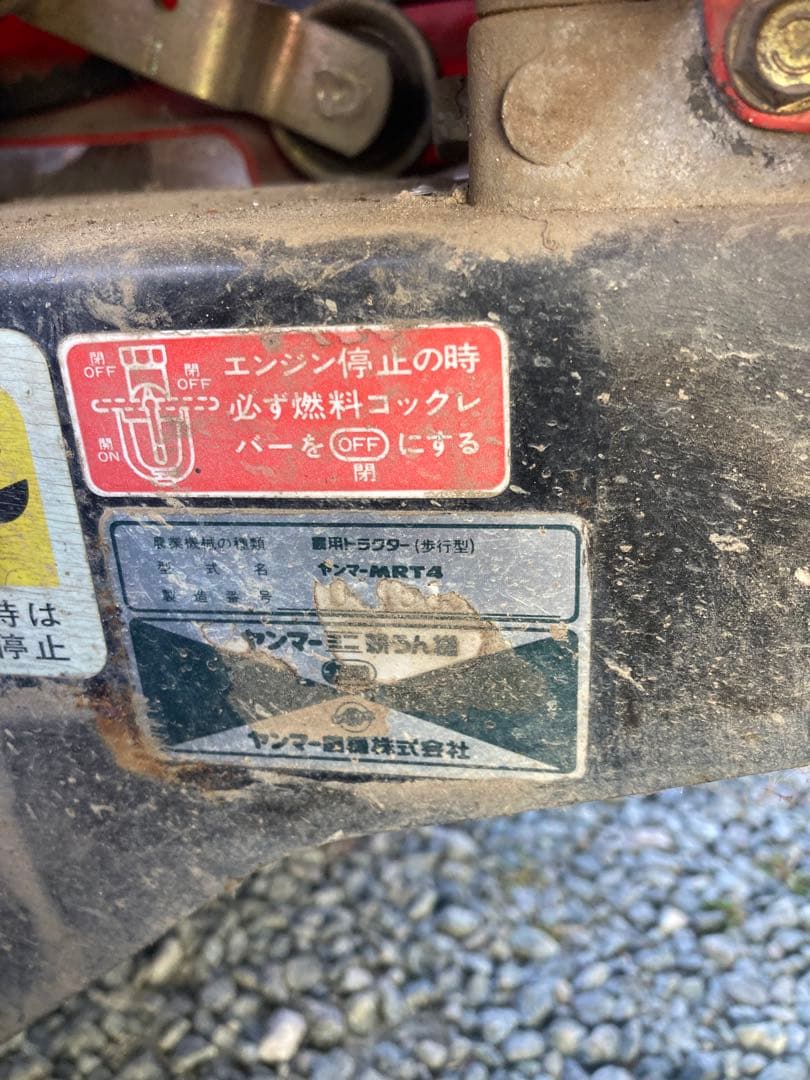 閉
OFF
閉
OFF
開
ON
エンジン停止の時
必ず燃料コックレ
バーを OFF にする
閉
時は
停止
農業機械の種類 農用トラクター(歩行型)
型式名 ヤンマーMRT4
製造番号
ヤンマーミニ耕うん機
ヤンマー農機株式会社